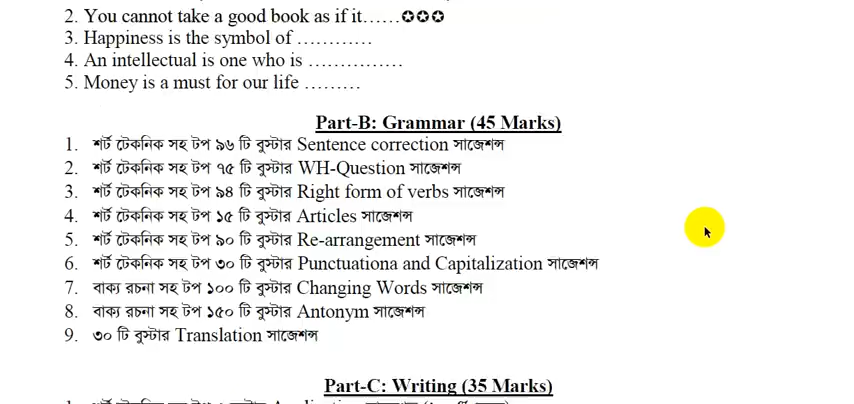 2. You cannot take a good book as if it……✪✪✪
3. Happiness is the symbol of …………
4. An intellectual is one who is ……………
5. Money is a must for our life ………
Part-B: Grammar (45 Marks)
1. শর্ট টেকনিক সহ টপ ৯৬ টি বুস্টার Sentence correction সাজেশন্স
2. শর্ট টেকনিক সহ টপ ৭৫ টি বুস্টার WH-Question সাজেশন্স
3. শর্ট টেকনিক সহ টপ ৯৪ টি বুস্টার Right form of verbs সাজেশন্স
4. শর্ট টেকনিক সহ টপ ১৫ টি বুস্টার Articles সাজেশন্স
5. শর্ট টেকনিক সহ টপ ৯০ টি বুস্টার Re-arrangement সাজেশন্স
6. শর্ট টেকনিক সহ টপ ৩০ টি বুস্টার Punctuationa and Capitalization সাজেশন্স
7. বাক্য রচনা সহ টপ ১০০ টি বুস্টার Changing Words সাজেশন্স
8. বাক্য রচনা সহ টপ ১৫০ টি বুস্টার Antonym সাজেশন্স
9. ৩০ টি বুস্টার Translation সাজেশন্স
Part-C: Writing (35 Marks)